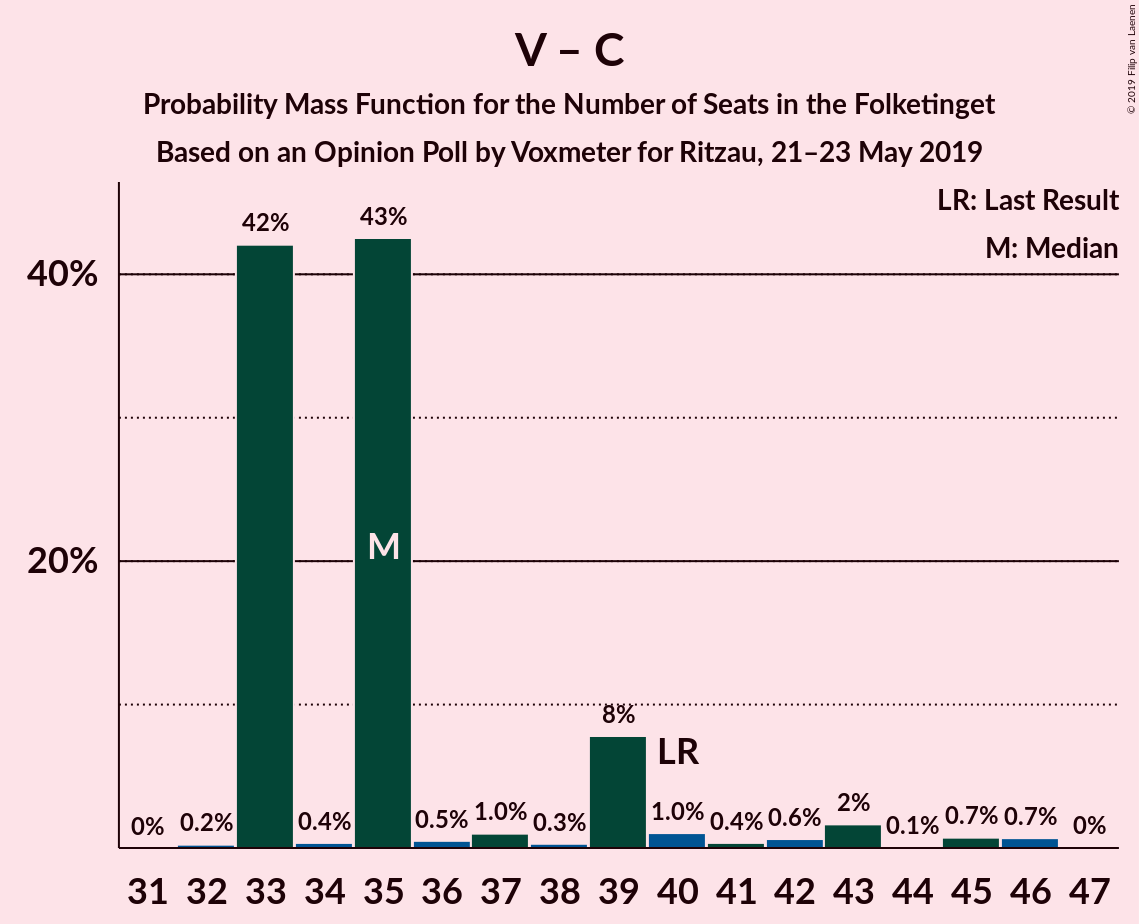 V – C
Probability Mass Function for the Number of Seats in the Folketinget
Based on an Opinion Poll by Voxmeter for Ritzau, 21–23 May 2019
© 2019 Filip van Laenen
LR: Last Result
M: Median
40%
20%
0%
0.2%
42%
0.4%
43%
0.5%
1.0%
0.3%
8%
1.0%
0.4%
0.6%
2%
0.1%
0.7%
0.7%
0%
M
LR
31 32 33 34 35 36 37 38 39 40 41 42 43 44 45 46 47